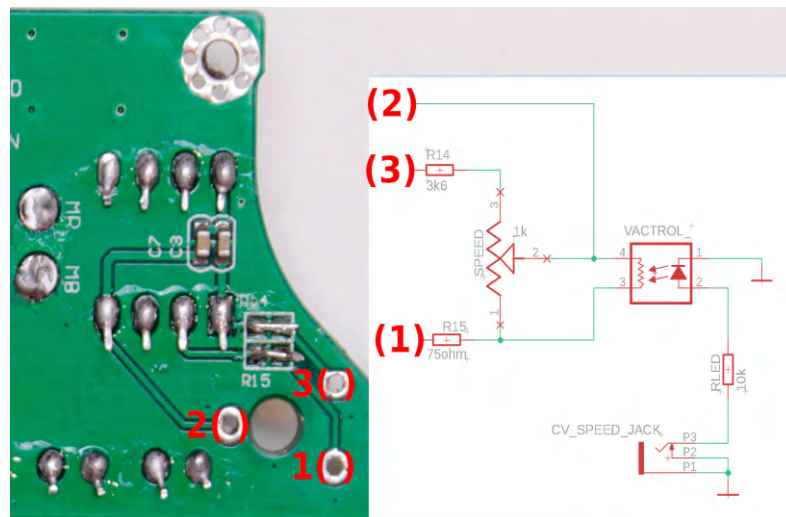 MR
MB
C7
C3
R14
R15
3()
2()
1()
(2)
(3)
R14
3k6
3
1k
SPEED
2
1
(1)
R15
75ohm
VACTROL_
4
1
3
2
RLED
10k
CV_SPEED_JACK
P3
P2
P1